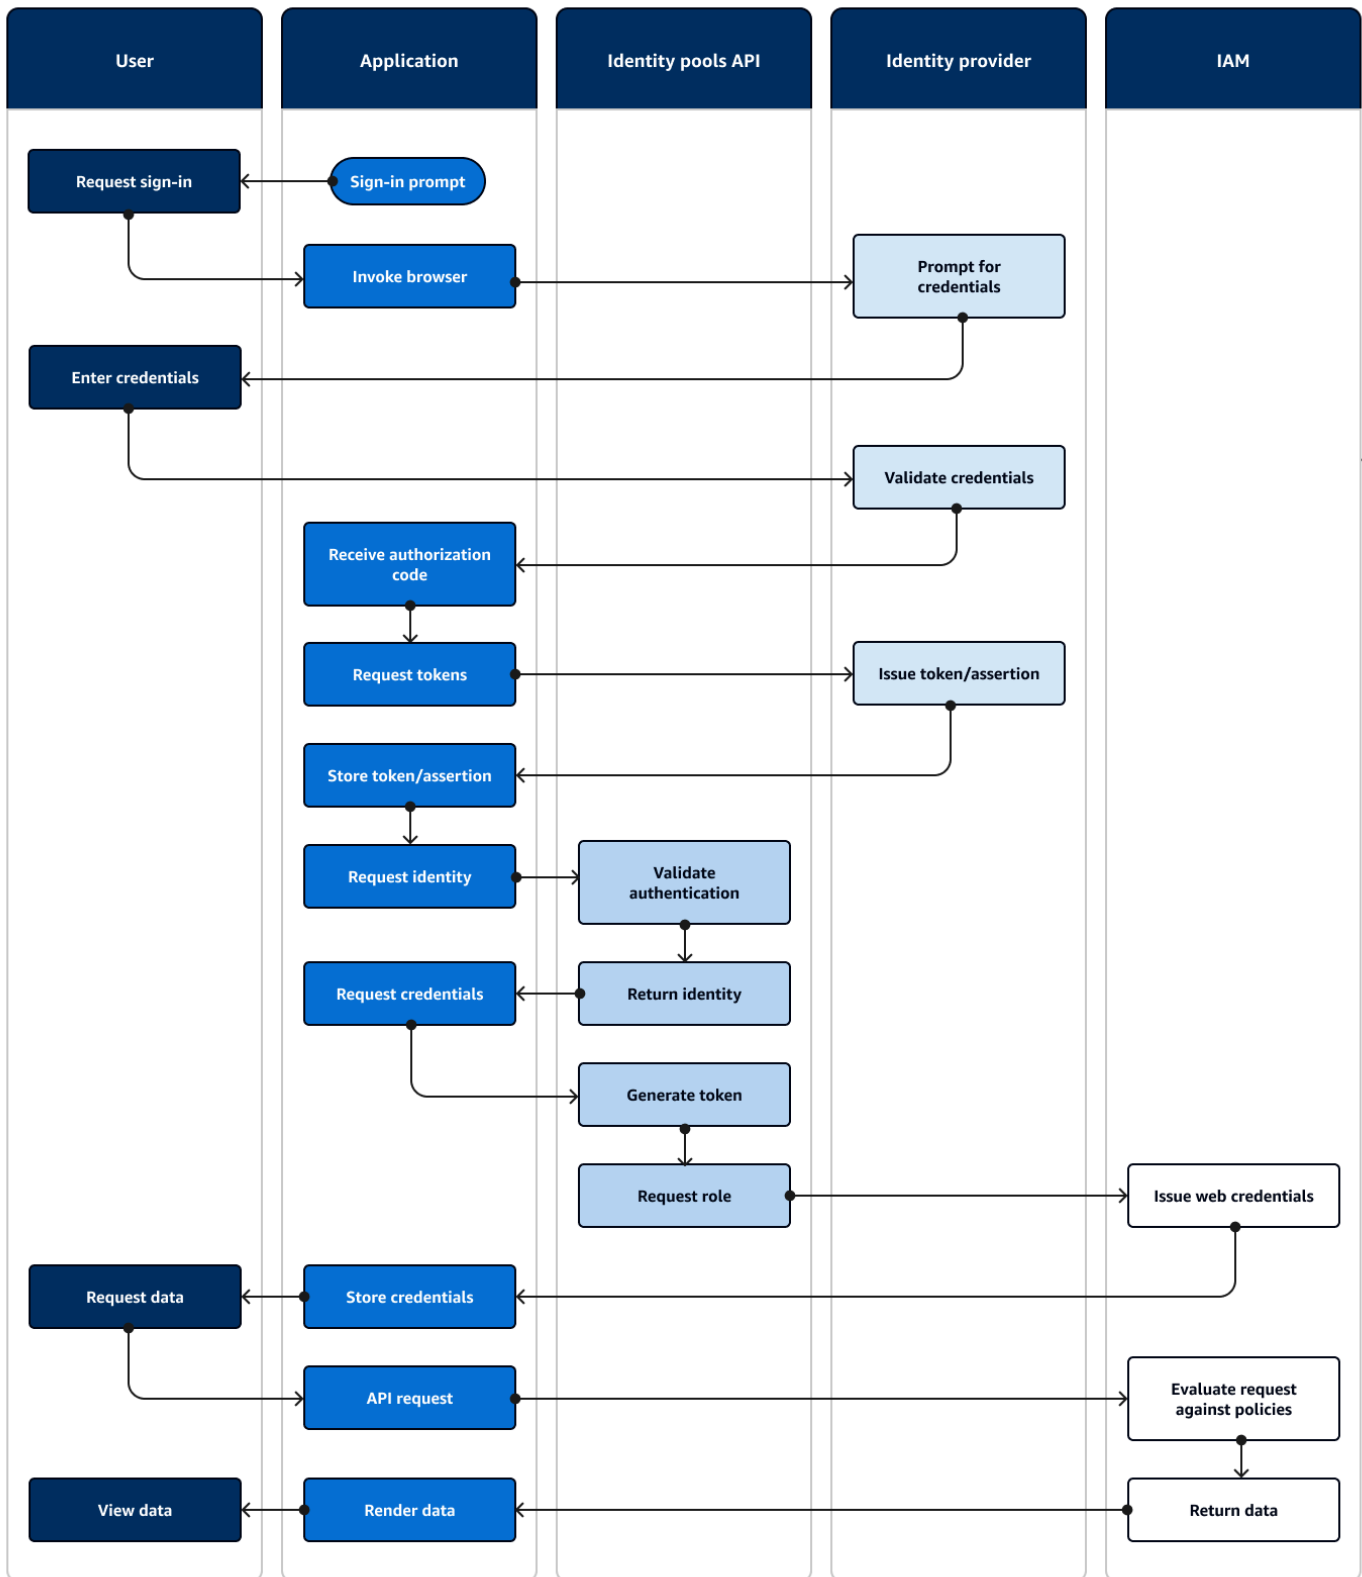 User
Application
Identity pools API
Identity provider
IAM
Request sign-in
Sign-in prompt
Invoke browser
Prompt for
credentials
Enter credentials
Validate credentials
Receive authorization
code
Request tokens
Issue token/assertion
Store token/assertion
Request identity
Validate
authentication
Request credentials
Return identity
Generate token
Request role
Issue web credentials
Request data
Store credentials
API request
Evaluate request
against policies
View data
Render data
Return data